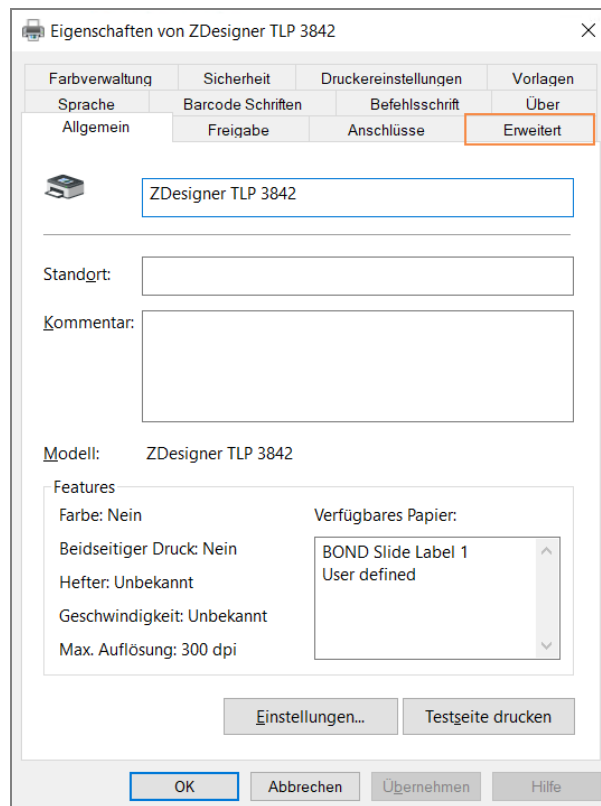 Eigenschaften von ZDesigner TLP 3842
Farbverwaltung Sicherheit Druckereinstellungen Vorlagen
Sprache Barcode Schriften Befehlsschrift Über
Allgemein Freigabe Anschlüsse Erweitert
ZDesigner TLP 3842
Standort:
Kommentar:
Modell: ZDesigner TLP 3842
Features
Farbe: Nein Verfügbares Papier:
Beidseitiger Druck: Nein BOND Slide Label 1
Hefter: Unbekannt User defined
Geschwindigkeit: Unbekannt
Max. Auflösung: 300 dpi
Einstellungen... Testseite drucken
OK Abbrechen Übernehmen Hilfe